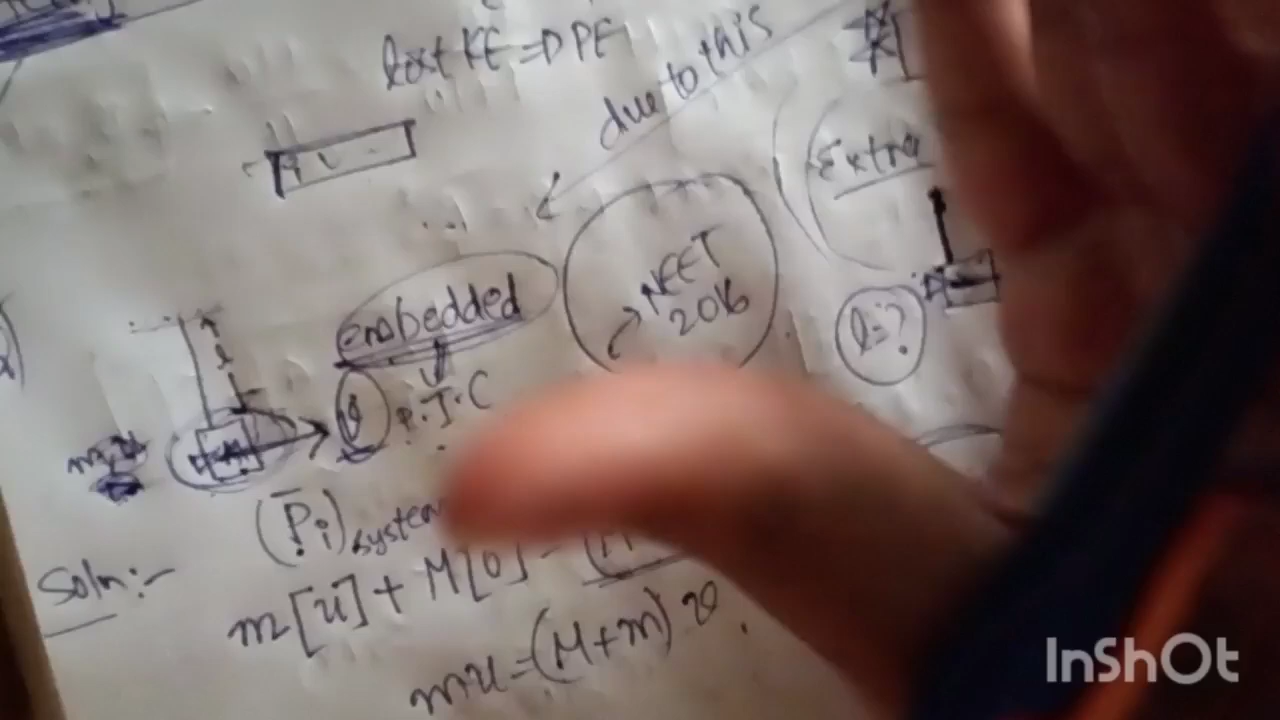 lost KE = D PE
due to this
Extra
NEET
2016
embedded
l=?
P.J.C
m, u
M
(P̅i)system
Soln:-
m[u] + M[0] =
mu = (M+m) v
InShOt